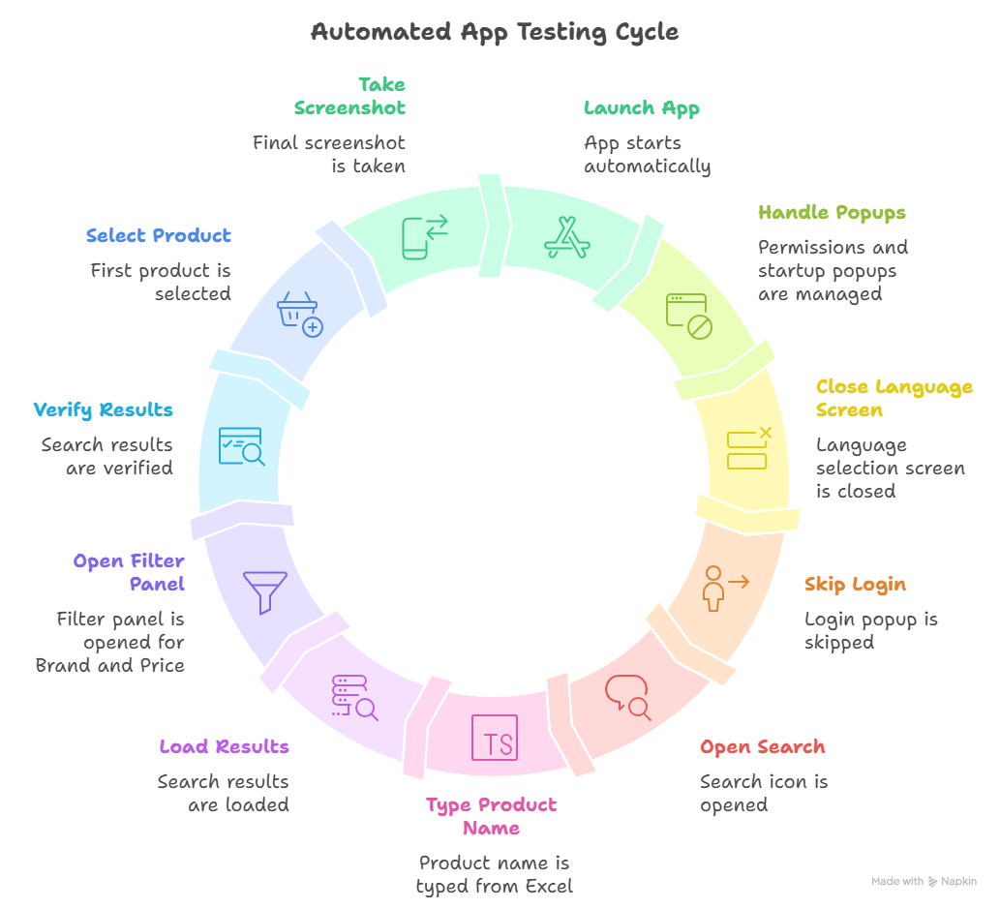 Automated App Testing Cycle
Take
Screenshot
Final screenshot
is taken
Launch App
App starts
automatically
Handle Popups
Permissions and
startup popups
are managed
Close Language
Screen
Language
selection screen
is closed
Skip Login
Login popup is
skipped
Open Search
Search icon is
opened
TS
Type Product
Name
Product name is
typed from Excel
Load Results
Search results
are loaded
Open Filter
Panel
Filter panel is
opened for
Brand and Price
Verify Results
Search results
are verified
Select Product
First product is
selected
Made with Napkin